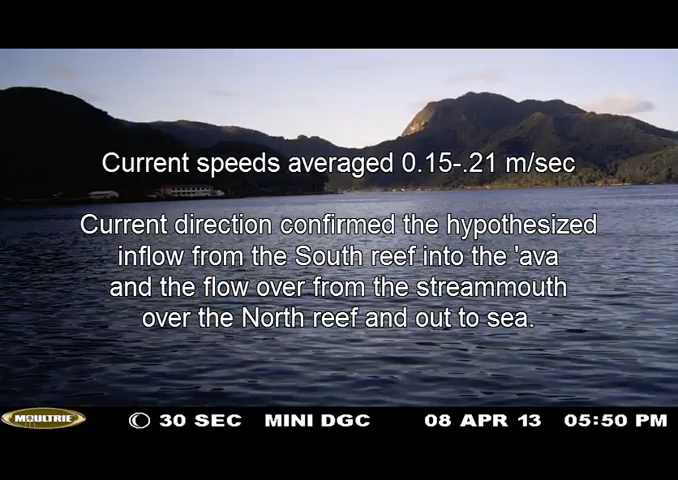 Current speeds averaged 0.15-.21 m/sec
Current direction confirmed the hypothesized
inflow from the South reef into the 'ava
and the flow over from the streammouth
over the North reef and out to sea.
MOULTRIE 30 SEC MINI DGC 08 APR 13 05:50 PM